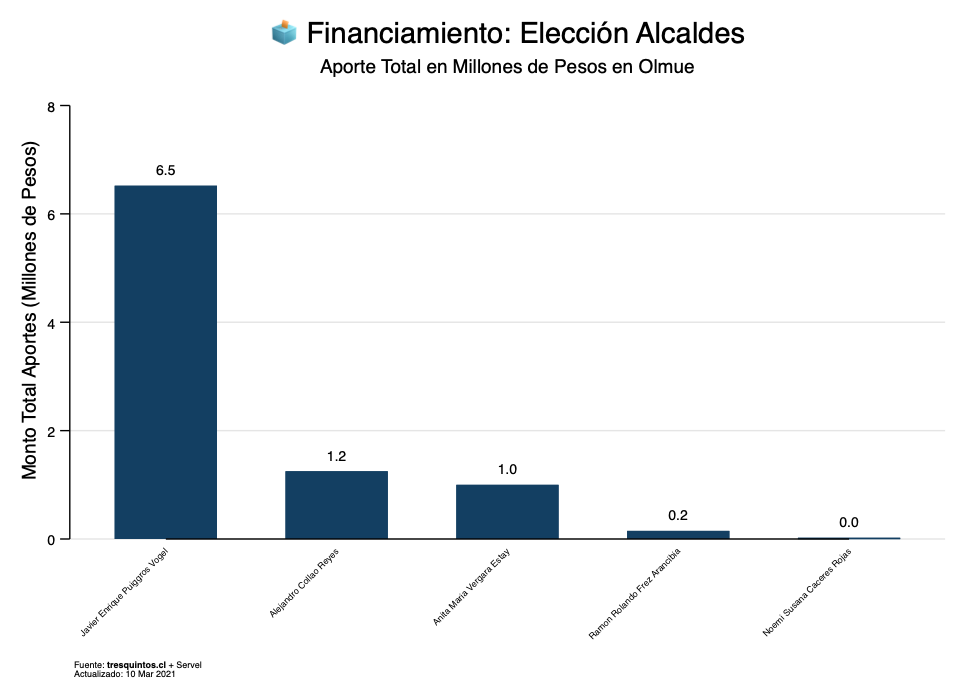 Financiamiento: Elección Alcaldes
Aporte Total en Millones de Pesos en Olmue
Monto Total Aportes (Millones de Pesos)
8
6
4
2
0
6.5
1.2
1.0
0.2
0.0
Javier Enrique Puiggros Vogel
Alejandro Collao Reyes
Anita Maria Vergara Estay
Ramon Rolando Frez Arancibia
Noemi Susana Caceres Rojas
Fuente: tresquintos.cl + Servel
Actualizado: 10 Mar 2021